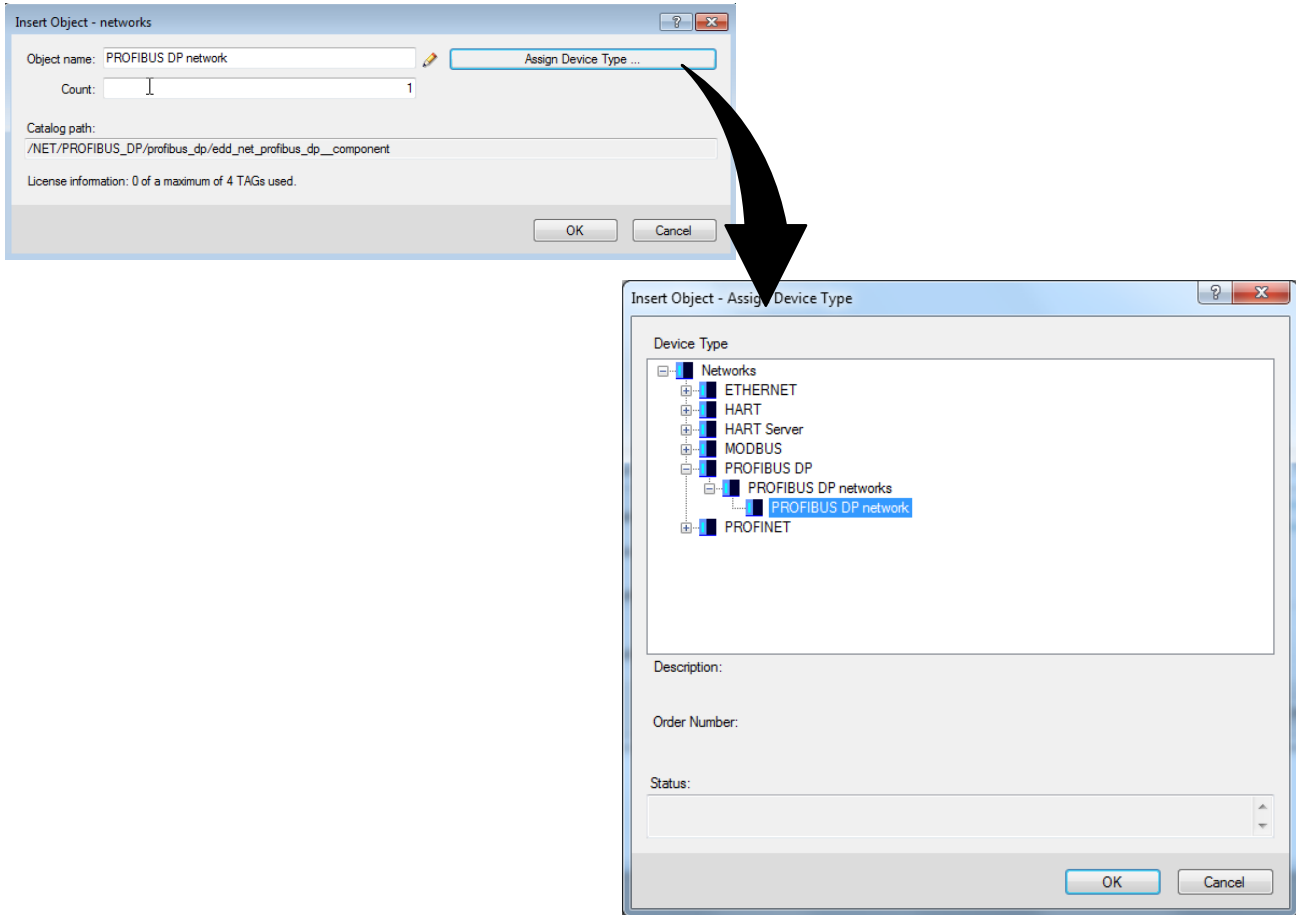 Insert Object - networks
Object name: PROFIBUS DP network Assign Device Type ...
Count: 1
Catalog path:
/NET/PROFIBUS_DP/profibus_dp/edd_net_profibus_dp__component
License information: 0 of a maximum of 4 TAGs used.
OK Cancel
Insert Object - Assign Device Type
Device Type
Networks
ETHERNET
HART
HART Server
MODBUS
PROFIBUS DP
PROFIBUS DP networks
PROFIBUS DP network
PROFINET
Description:
Order Number:
Status:
OK Cancel